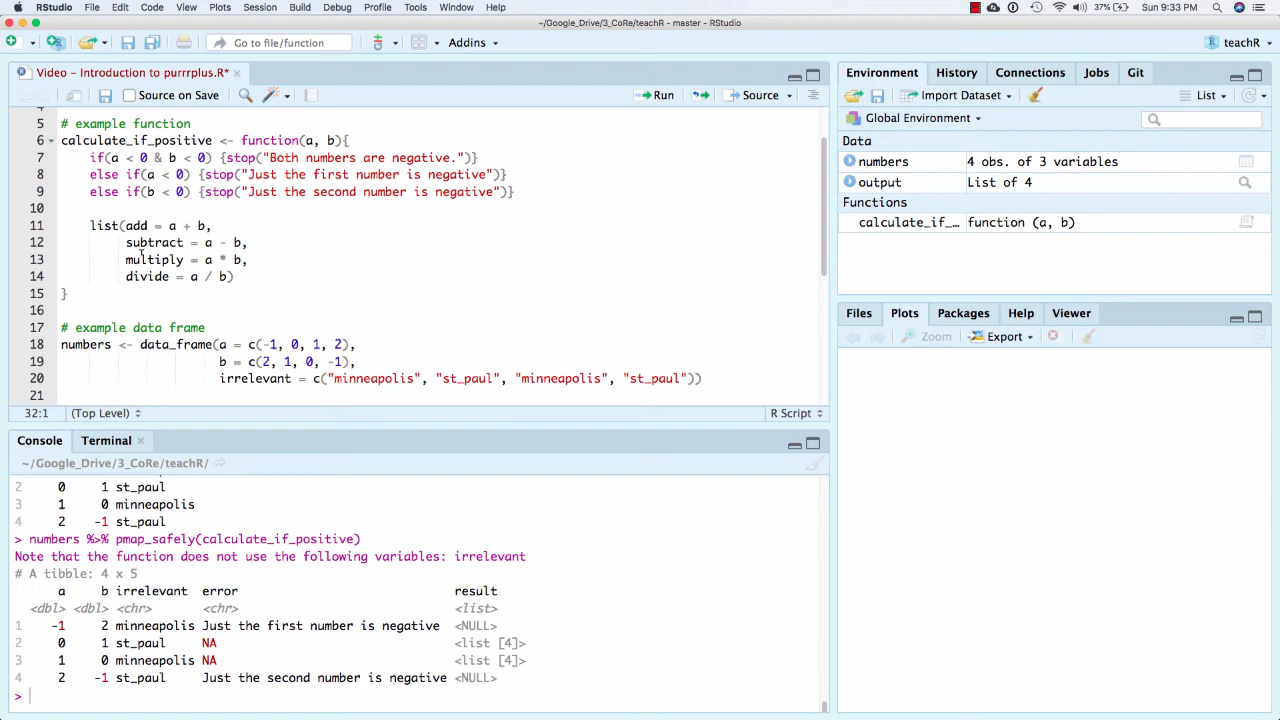 RStudio File Edit Code View Plots Session Build Debug Profile Tools Window Help 37% Sun 9:33 PM
~/Google_Drive/3_CoRe/teachR - master - RStudio
Go to file/function Addins teachR
Video – Introduction to purrrplus.R*
Source on Save Run Source
4
5 # example function
6 calculate_if_positive <- function(a, b){
7 if(a < 0 & b < 0) {stop("Both numbers are negative.")}
8 else if(a < 0) {stop("Just the first number is negative")}
9 else if(b < 0) {stop("Just the second number is negative")}
10
11 list(add = a + b,
12 subtract = a - b,
13 multiply = a * b,
14 divide = a / b)
15 }
16
17 # example data frame
18 numbers <- data_frame(a = c(-1, 0, 1, 2),
19 b = c(2, 1, 0, -1),
20 irrelevant = c("minneapolis", "st_paul", "minneapolis", "st_paul"))
21
32:1 (Top Level) R Script
Console Terminal
~/Google_Drive/3_CoRe/teachR/
2 0 1 st_paul
3 1 0 minneapolis
4 2 -1 st_paul
> numbers %>% pmap_safely(calculate_if_positive)
Note that the function does not use the following variables: irrelevant
# A tibble: 4 x 5
a b irrelevant error result
<dbl> <dbl> <chr> <chr> <list>
1 -1 2 minneapolis Just the first number is negative <NULL>
2 0 1 st_paul NA <list [4]>
3 1 0 minneapolis NA <list [4]>
4 2 -1 st_paul Just the second number is negative <NULL>
>
Environment History Connections Jobs Git
Import Dataset List
Global Environment
Data
numbers 4 obs. of 3 variables
output List of 4
Functions
calculate_if_… function (a, b)
Files Plots Packages Help Viewer
Zoom Export